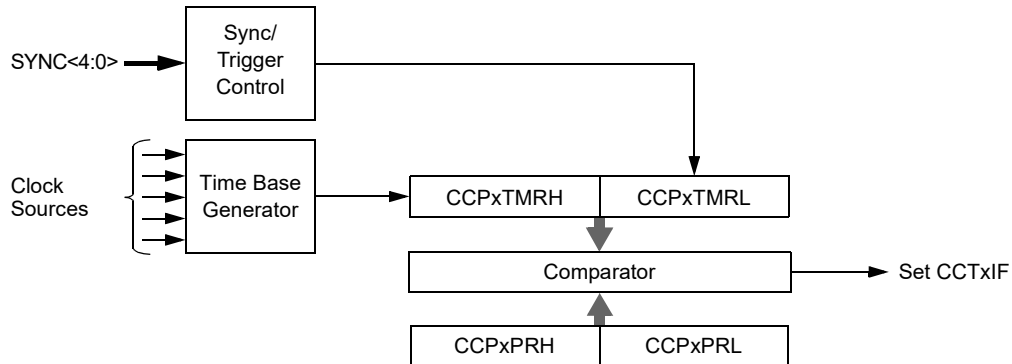 Sync/
Trigger
Control
SYNC<4:0>
Clock
Sources
Time Base
Generator
CCPxTMRH
CCPxTMRL
Comparator
Set CCTxIF
CCPxPRH
CCPxPRL